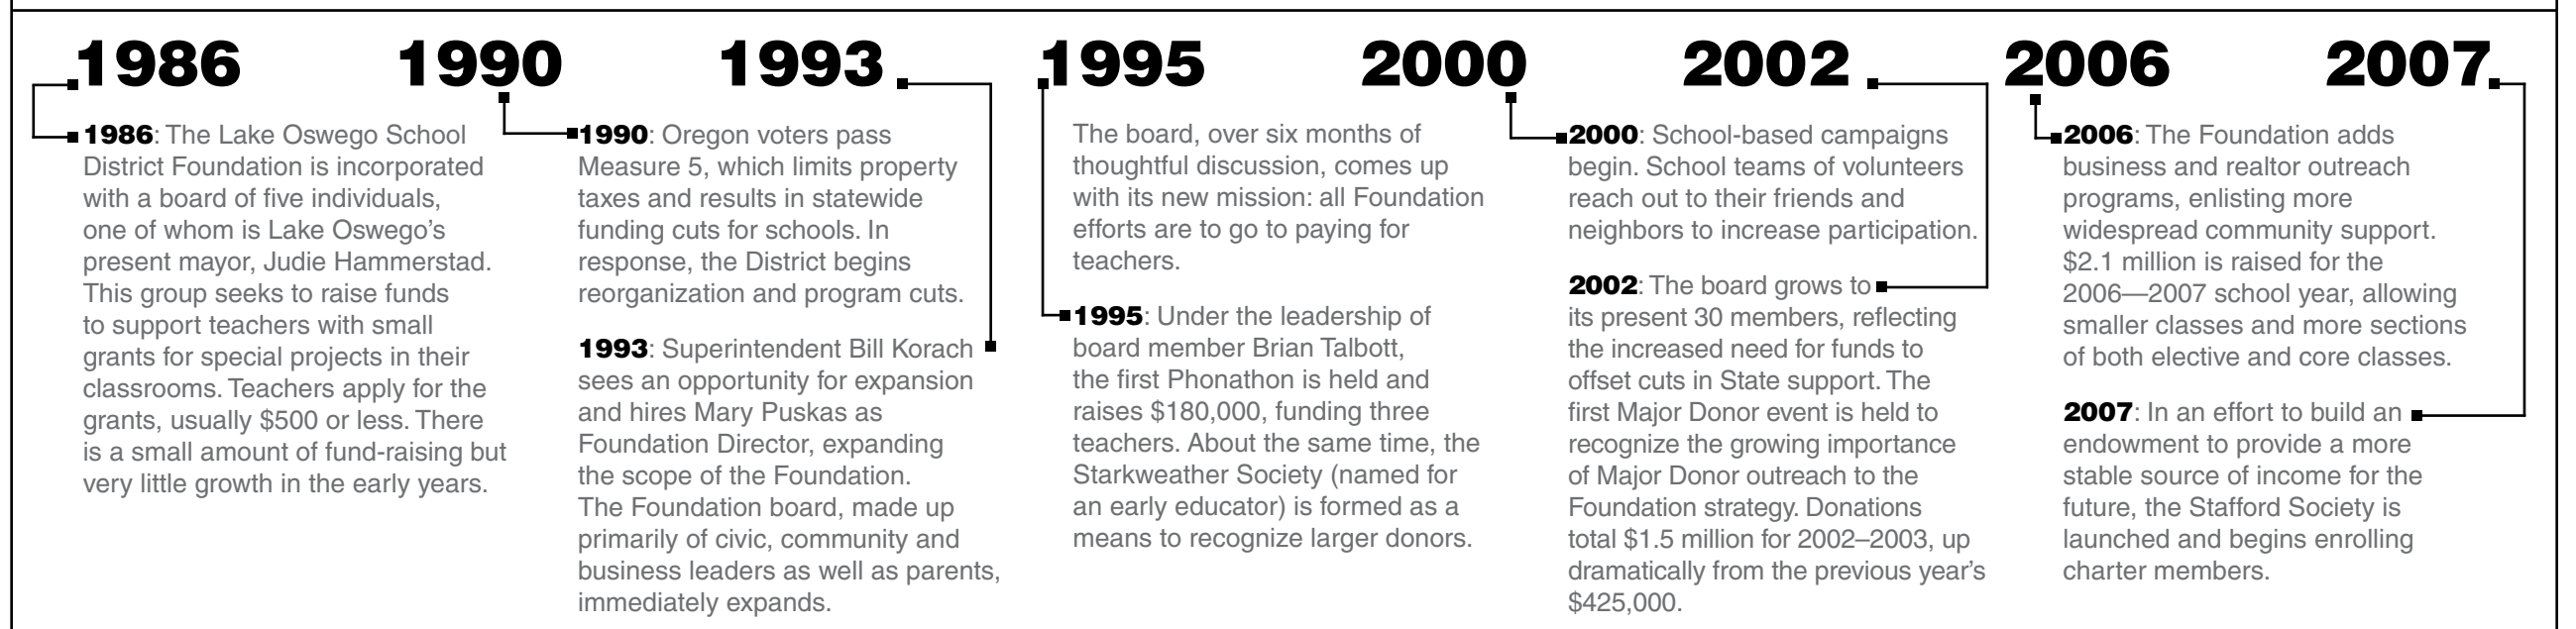 1986 1990 1993 1995 2000 2002 2006 2007
1986: The Lake Oswego School
District Foundation is incorporated
with a board of five individuals,
one of whom is Lake Oswego’s
present mayor, Judie Hammerstad.
This group seeks to raise funds
to support teachers with small
grants for special projects in their
classrooms. Teachers apply for the
grants, usually $500 or less. There
is a small amount of fund-raising but
very little growth in the early years.
1990: Oregon voters pass
Measure 5, which limits property
taxes and results in statewide
funding cuts for schools. In
response, the District begins
reorganization and program cuts.
1993: Superintendent Bill Korach
sees an opportunity for expansion
and hires Mary Puskas as
Foundation Director, expanding
the scope of the Foundation.
The Foundation board, made up
primarily of civic, community and
business leaders as well as parents,
immediately expands.
The board, over six months of
thoughtful discussion, comes up
with its new mission: all Foundation
efforts are to go to paying for
teachers.
1995: Under the leadership of
board member Brian Talbott,
the first Phonathon is held and
raises $180,000, funding three
teachers. About the same time, the
Starkweather Society (named for
an early educator) is formed as a
means to recognize larger donors.
2000: School-based campaigns
begin. School teams of volunteers
reach out to their friends and
neighbors to increase participation.
2002: The board grows to
its present 30 members, reflecting
the increased need for funds to
offset cuts in State support. The
first Major Donor event is held to
recognize the growing importance
of Major Donor outreach to the
Foundation strategy. Donations
total $1.5 million for 2002–2003, up
dramatically from the previous year’s
$425,000.
2006: The Foundation adds
business and realtor outreach
programs, enlisting more
widespread community support.
$2.1 million is raised for the
2006—2007 school year, allowing
smaller classes and more sections
of both elective and core classes.
2007: In an effort to build an
endowment to provide a more
stable source of income for the
future, the Stafford Society is
launched and begins enrolling
charter members.